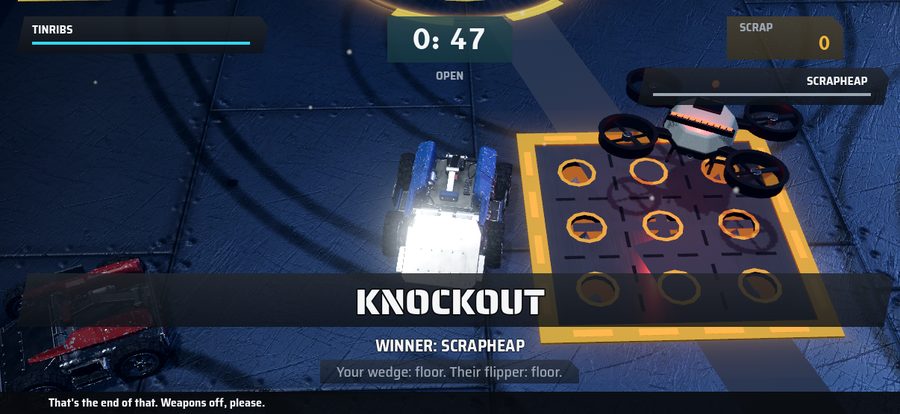 TINRIBS
0: 47
SCRAP
0
OPEN
SCRAPHEAP
KNOCKOUT
WINNER: SCRAPHEAP
Your wedge: floor. Their flipper: floor.
That's the end of that. Weapons off, please.